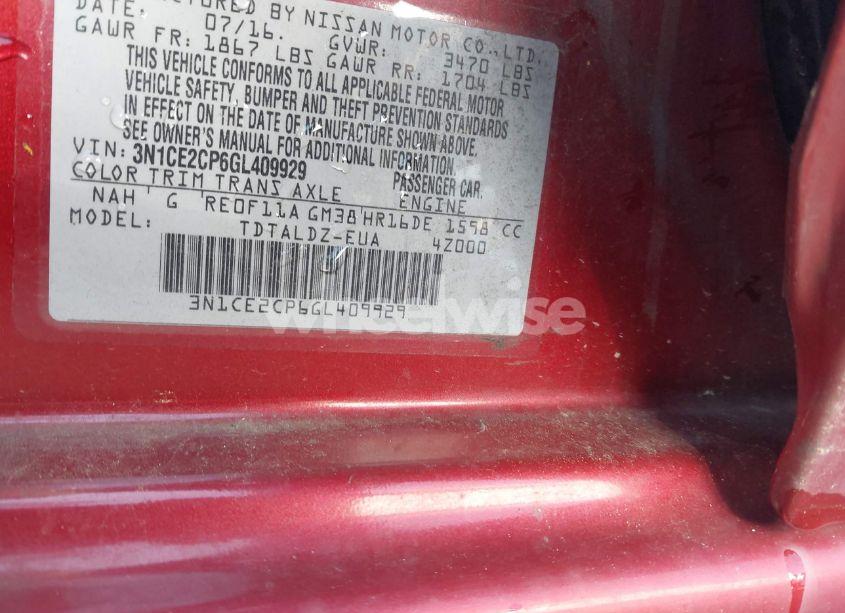 CTURED BY NISSAN MOTOR CO., LTD.
DATE: 07/16. GVWR: 3470 LBS
GAWR FR: 1867 LBS GAWR RR: 1704 LBS
THIS VEHICLE CONFORMS TO ALL APPLICABLE FEDERAL MOTOR
VEHICLE SAFETY, BUMPER AND THEFT PREVENTION STANDARDS
IN EFFECT ON THE DATE OF MANUFACTURE SHOWN ABOVE.
SEE OWNER'S MANUAL FOR ADDITIONAL INFORMATION.
VIN: 3N1CE2CP6GL409929 PASSENGER CAR.
COLOR TRIM TRANS AXLE ENGINE
NAH G RE0F11A GM38 HR16DE 1598 CC
MODEL: TDTALDZ-EUA 4Z000
3N1CE2CP6GL409929
wheelwise